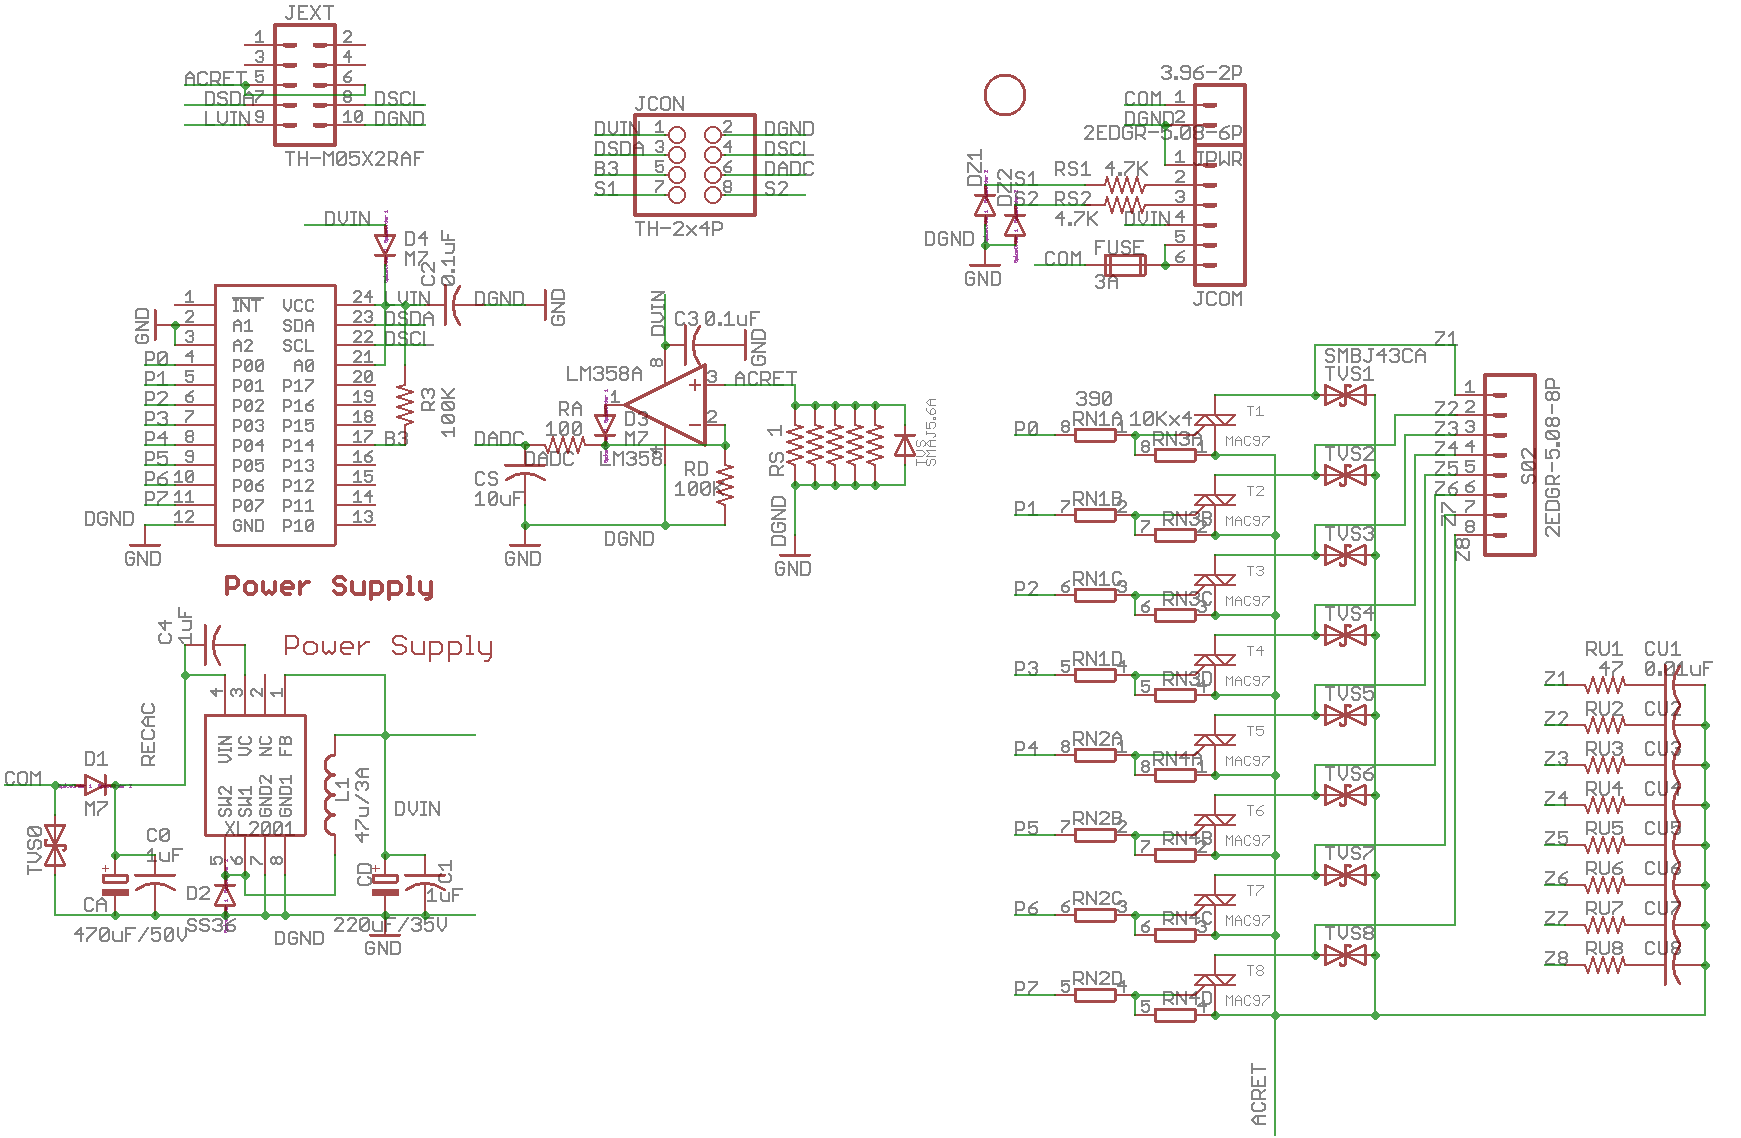 JEXT
1 2
3 4
ACRET 5 6
DSDA 7 8 DSCL
LVIN 9 10 DGND
TH-M05X2RAF
JCON
DVIN 1 2 DGND
DSDA 3 4 DSCL
B3 5 6 DADC
S1 7 8 S2
TH-2x4P
3.96-2P
COM 1
DGND 2
2EDGR-5.08-6P
JPWR
1
DZ1
S1 RS1 4.7K 2
DZ2
S2 RS2 3
4.7K DVIN 4
DGND
FUSE 5
COM 6
GND 3A
JCOM
DVIN
D4
M7
C2
0.1uF
1 INT VCC 24 LVIN DGND GND
GND 2 A1 SDA 23 DSDA
3 A2 SCL 22 DSCL
P0 4 P00 A0 21
P1 5 P01 P17 20
P2 6 P02 P16 19
P3 7 P03 P15 18
P4 8 P04 P14 17 B3
P5 9 P05 P13 16
P6 10 P06 P12 15
P7 11 P07 P11 14
DGND 12 GND P10 13
GND
R3
100K
DVIN
C3 0.1uF
GND
8
LM358A
3 ACRET
1
2
4
RA
100
D3
M7
DADC
DADC
LM358
CS
10uF
RD
100K
RS 1
TVS
SMAJ5.6A
DGND
DGND
GND
GND
Power Supply
Power Supply
C4
1uF
4 3 2 1
RECAC
VIN VC NC FB
SW2 SW1 GND2 GND1
XL2001
5 6 7 8
D1
COM
M7
TVS0
C0
1uF
CA
470uF/50V
D2
SS36
L1
47u/3A
DVIN
CD
C1
1uF
220uF/35V
DGND
GND
Z1
SMBJ43CA
TVS1
390
P0 8 RN1A 1 10Kx4
8 RN3A 1
T1
MAC97
TVS2
P1 7 RN1B 2
7 RN3B 2
T2
MAC97
TVS3
P2 6 RN1C 3
6 RN3C 3
T3
MAC97
TVS4
P3 5 RN1D 4
5 RN3D 4
T4
MAC97
TVS5
P4 8 RN2A 1
8 RN4A 1
T5
MAC97
TVS6
P5 7 RN2B 2
7 RN4B 2
T6
MAC97
TVS7
P6 6 RN2C 3
6 RN4C 3
T7
MAC97
TVS8
P7 5 RN2D 4
5 RN4D 4
T8
MAC97
ACRET
1
Z2 2
Z3 3
Z4 4
Z5 5
Z6 6
Z7 7
Z8 8
S02
2EDGR-5.08-8P
RU1 CU1
47 0.01uF
Z1
RU2 CU2
Z2
RU3 CU3
Z3
RU4 CU4
Z4
RU5 CU5
Z5
RU6 CU6
Z6
RU7 CU7
Z7
RU8 CU8
Z8